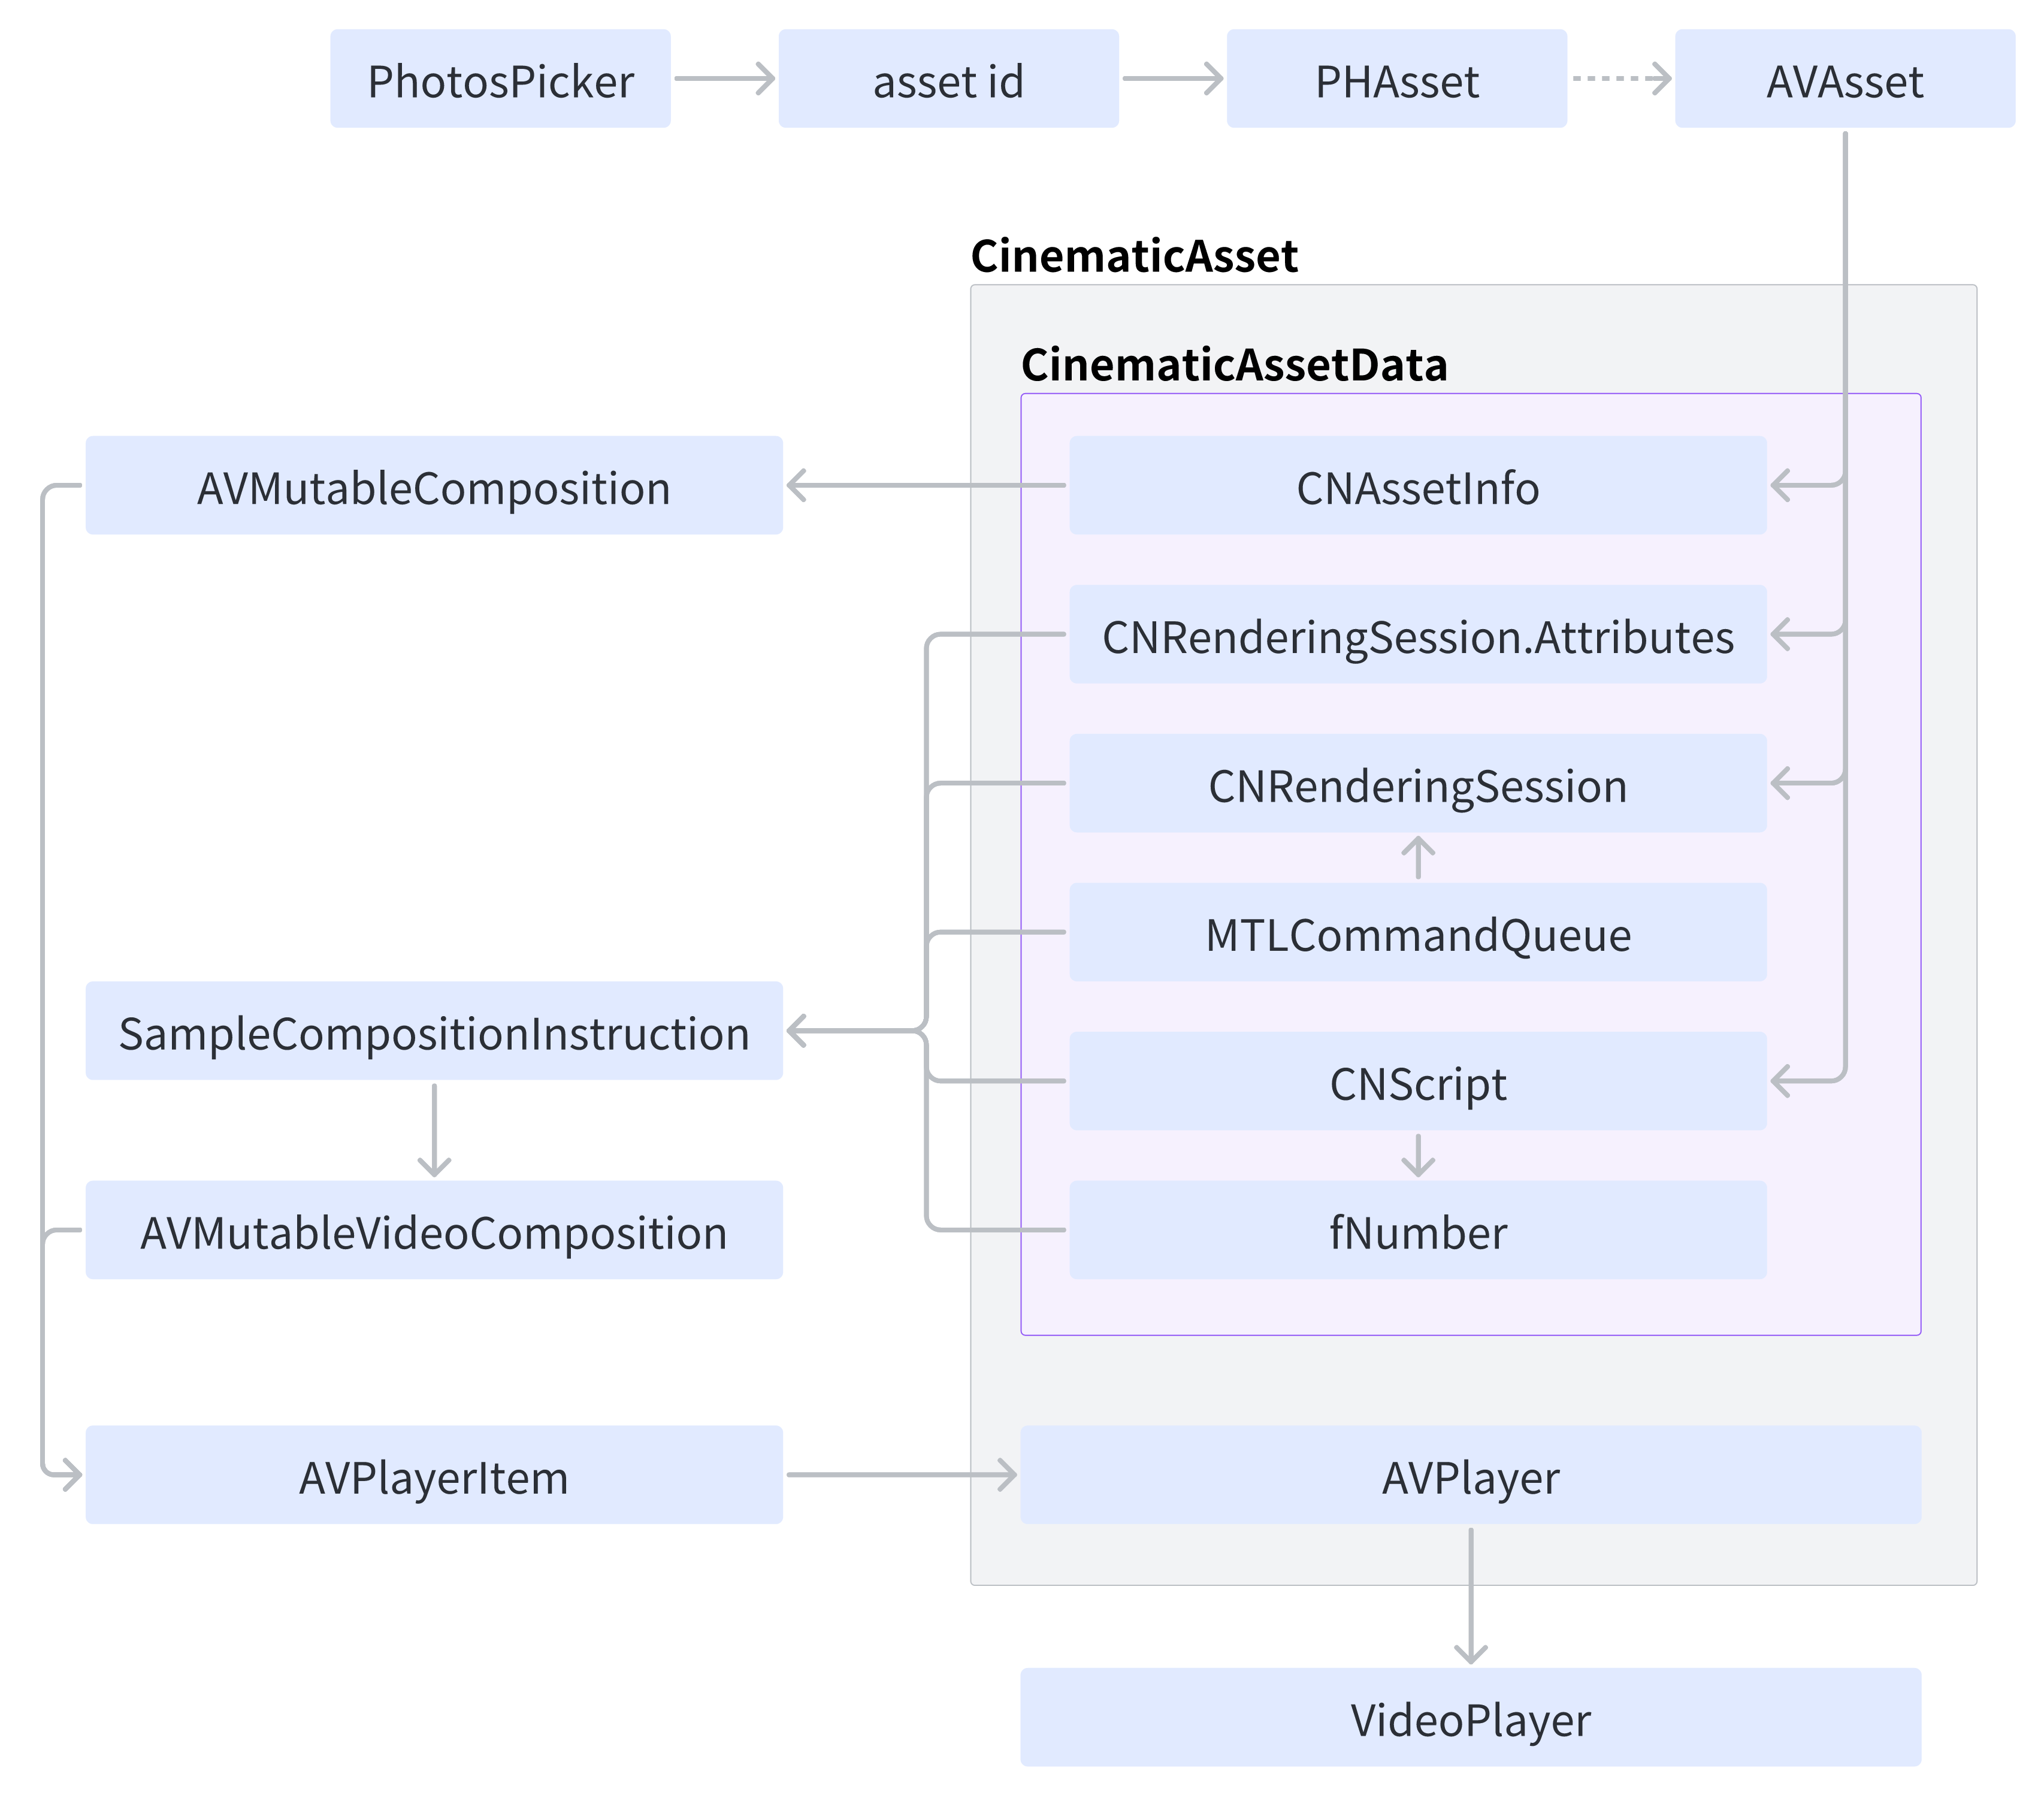 PhotosPicker
asset id
PHAsset
AVAsset
CinematicAsset
CinematicAssetData
AVMutableComposition
CNAssetInfo
CNRenderingSession.Attributes
CNRenderingSession
MTLCommandQueue
SampleCompositionInstruction
CNScript
AVMutableVideoComposition
fNumber
AVPlayerItem
AVPlayer
VideoPlayer